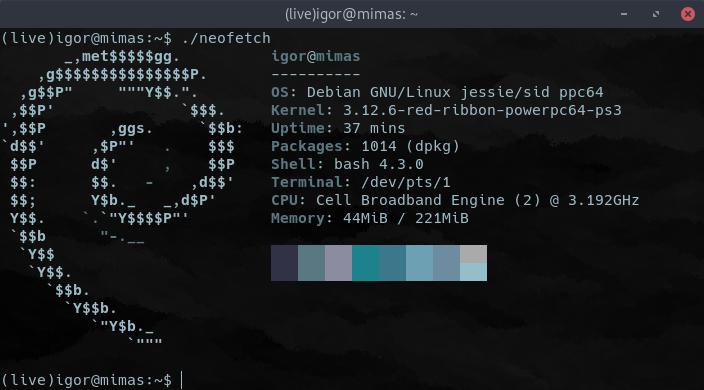 (live)igor@mimas: ~
(live)igor@mimas:~$ ./neofetch
       _,met$$$$$gg.          igor@mimas
    ,g$$$$$$$$$$$$$$$P.       ----------
  ,g$$P"     """Y$$.".        OS: Debian GNU/Linux jessie/sid ppc64
 ,$$P'              `$$$.     Kernel: 3.12.6-red-ribbon-powerpc64-ps3
',$$P       ,ggs.     `$$b:   Uptime: 37 mins
`d$$'     ,$P"'   .    $$$    Packages: 1014 (dpkg)
 $$P      d$'     ,    $$P    Shell: bash 4.3.0
 $$:      $$.   -    ,d$$'    Terminal: /dev/pts/1
 $$;      Y$b._   _,d$P'      CPU: Cell Broadband Engine (2) @ 3.192GHz
 Y$$.    `.`"Y$$$$P"'         Memory: 44MiB / 221MiB
 `$$b      "-.__
  `Y$$
   `Y$$.
     `$$b.
       `Y$$b.
          `"Y$b._
              `"""
(live)igor@mimas:~$